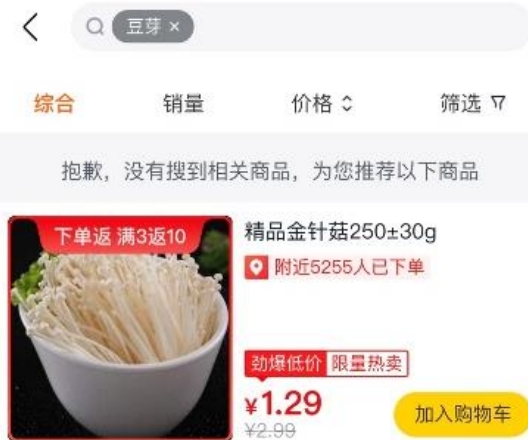 豆芽 ×
综合 销量 价格 筛选
抱歉，没有搜到相关商品，为您推荐以下商品
下单返 满3返10
精品金针菇250±30g
附近5255人已下单
劲爆低价 限量热卖
¥1.29
¥2.99
加入购物车